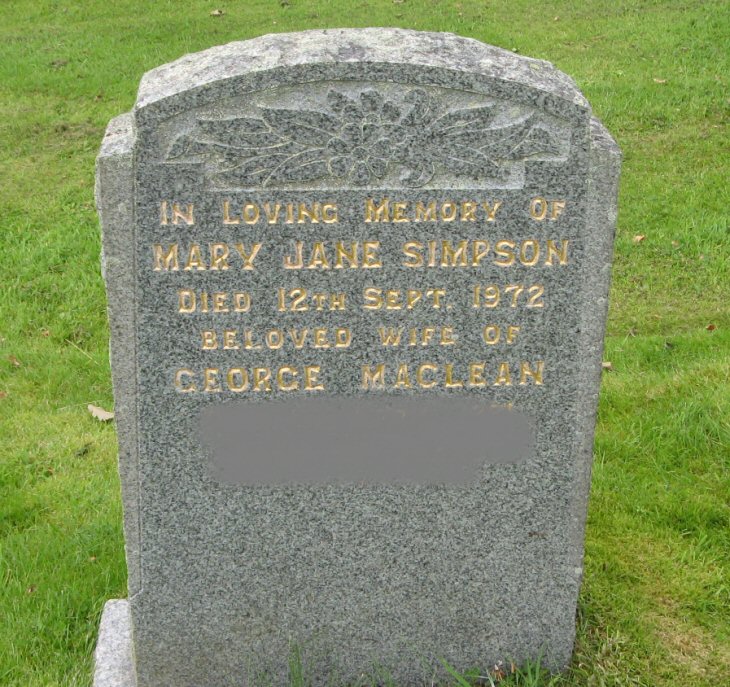 IN LOVING MEMORY OF
MARY JANE SIMPSON
DIED 12TH SEPT. 1972
BELOVED WIFE OF
GEORGE MACLEAN